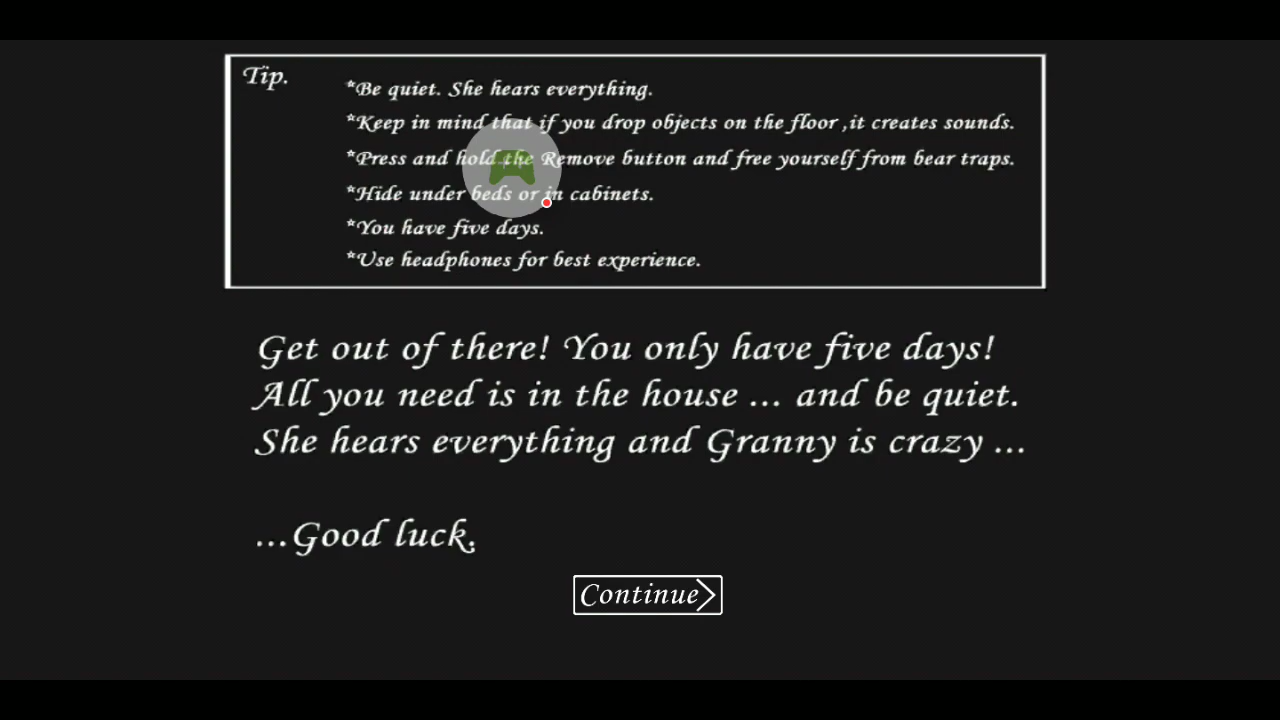 Tip.
*Be quiet. She hears everything.
*Keep in mind that if you drop objects on the floor ,it creates sounds.
*Press and hold the Remove button and free yourself from bear traps.
*Hide under beds or in cabinets.
*You have five days.
*Use headphones for best experience.
Get out of there! You only have five days!
All you need is in the house ... and be quiet.
She hears everything and Granny is crazy ...
...Good luck.
Continue